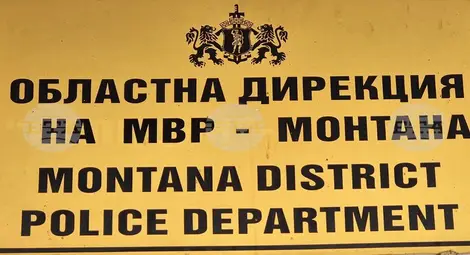 ОБЛАСТНА ДИРЕКЦИЯ
НА МВР - МОНТАНА
MONTANA DISTRICT
POLICE DEPARTMENT